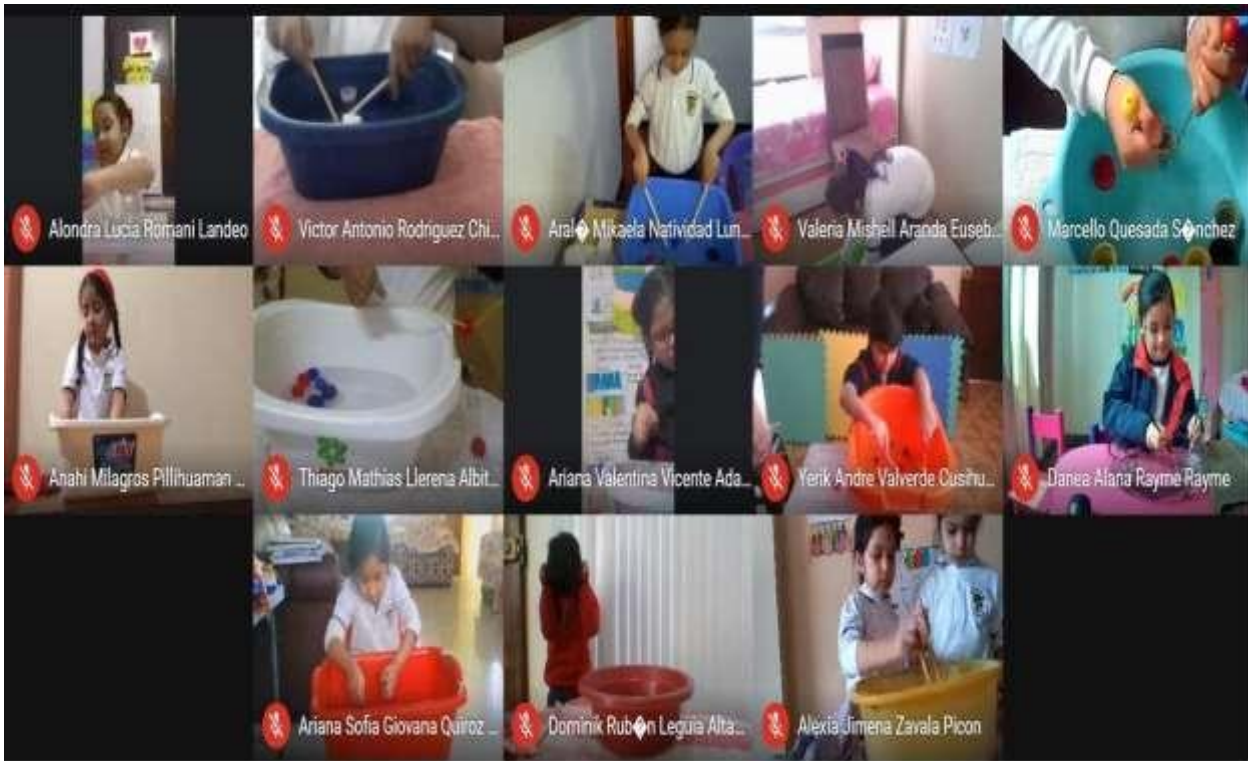 Alondra Lucia Romani Landeo
Victor Antonio Rodriguez Chi...
Aral� Mikaela Natividad Lun...
Valeria Mishell Aranda Euseb...
Marcello Quesada S�nchez
Anahi Milagros Pillihuaman ...
Thiago Mathias Llerena Albit...
Ariana Valentina Vicente Ada...
Yerik Andre Valverde Cusihu...
Danea Alana Rayme Rayme
Ariana Sofia Giovana Quiroz ...
Dominik Rub�n Leguia Alta...
Alexia Jimena Zavala Picon